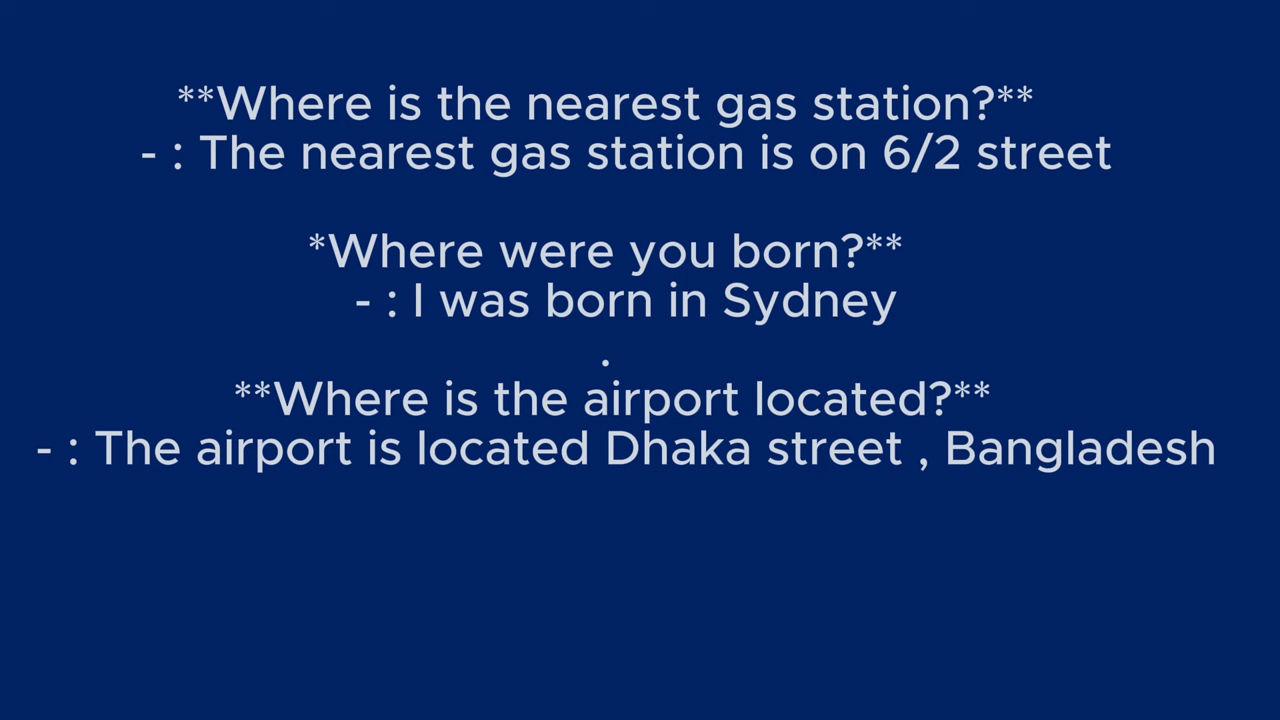 **Where is the nearest gas station?**
- : The nearest gas station is on 6/2 street
*Where were you born?**
- : I was born in Sydney
.
**Where is the airport located?**
- : The airport is located Dhaka street , Bangladesh